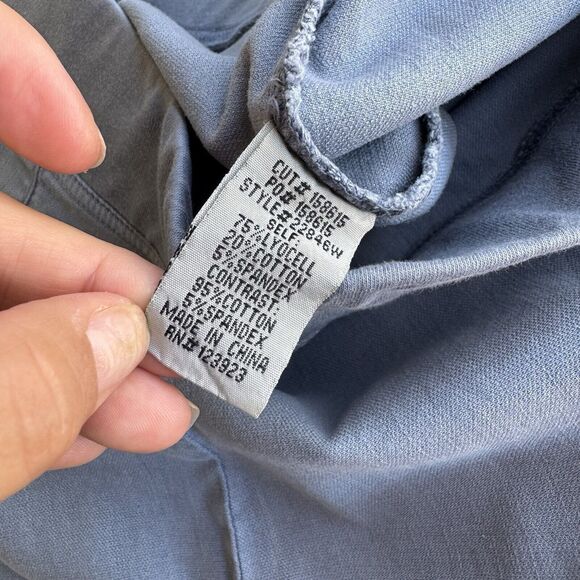 CUT# 158615
PO# 158615
STYLE# 22846W
SELF:
75%LYOCELL
20%COTTON
5%SPANDEX
CONTRAST:
95%COTTON
5%SPANDEX
MADE IN CHINA
RN# 123923